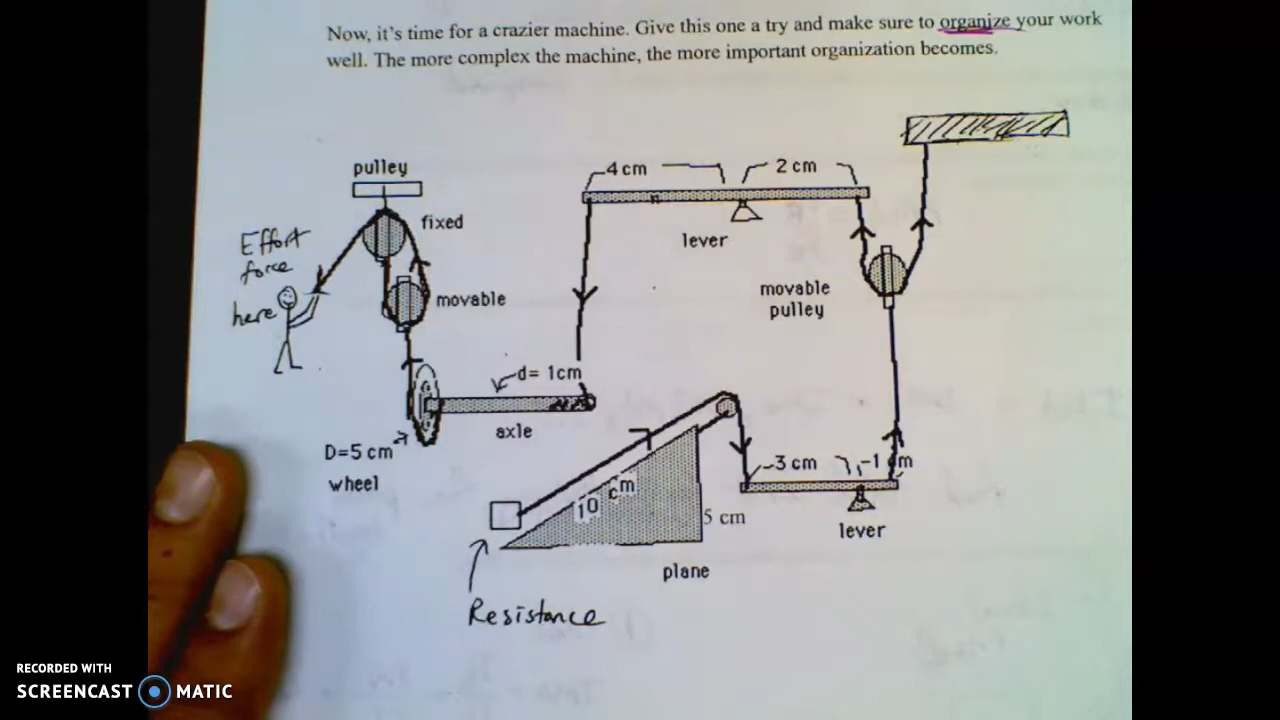 Now, it's time for a crazier machine. Give this one a try and make sure to organize your work
well. The more complex the machine, the more important organization becomes.
pulley
4 cm
2 cm
fixed
lever
Effort
force
here
movable
movable
pulley
d= 1cm
axle
D=5 cm
wheel
3 cm
1 cm
10 cm
5 cm
lever
plane
Resistance
RECORDED WITH
SCREENCAST MATIC